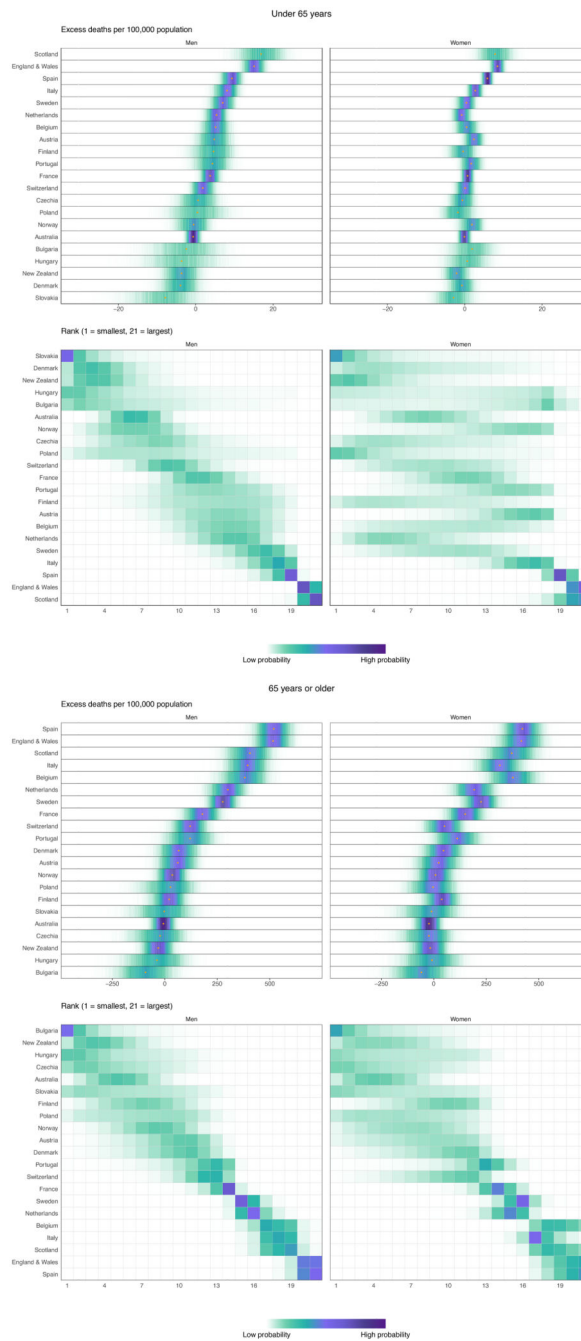 Under 65 years
Excess deaths per 100,000 population
Men
Women
Scotland
England & Wales
Spain
Italy
Sweden
Netherlands
Belgium
Austria
Finland
Portugal
France
Switzerland
Czechia
Poland
Norway
Australia
Bulgaria
Hungary
New Zealand
Denmark
Slovakia
-20 0 20
-20 0 20
Rank (1 = smallest, 21 = largest)
Men
Women
Slovakia
Denmark
New Zealand
Hungary
Bulgaria
Australia
Norway
Czechia
Poland
Switzerland
France
Portugal
Finland
Austria
Belgium
Netherlands
Sweden
Italy
Spain
England & Wales
Scotland
1 4 7 10 13 16 19
1 4 7 10 13 16 19
Low probability High probability
65 years or older
Excess deaths per 100,000 population
Men
Women
Spain
England & Wales
Scotland
Italy
Belgium
Netherlands
Sweden
France
Switzerland
Portugal
Denmark
Austria
Norway
Poland
Finland
Slovakia
Australia
Czechia
New Zealand
Hungary
Bulgaria
-250 0 250 500
-250 0 250 500
Rank (1 = smallest, 21 = largest)
Men
Women
Bulgaria
New Zealand
Hungary
Czechia
Australia
Slovakia
Finland
Poland
Norway
Austria
Denmark
Portugal
Switzerland
France
Sweden
Netherlands
Belgium
Italy
Scotland
England & Wales
Spain
1 4 7 10 13 16 19
1 4 7 10 13 16 19
Low probability High probability